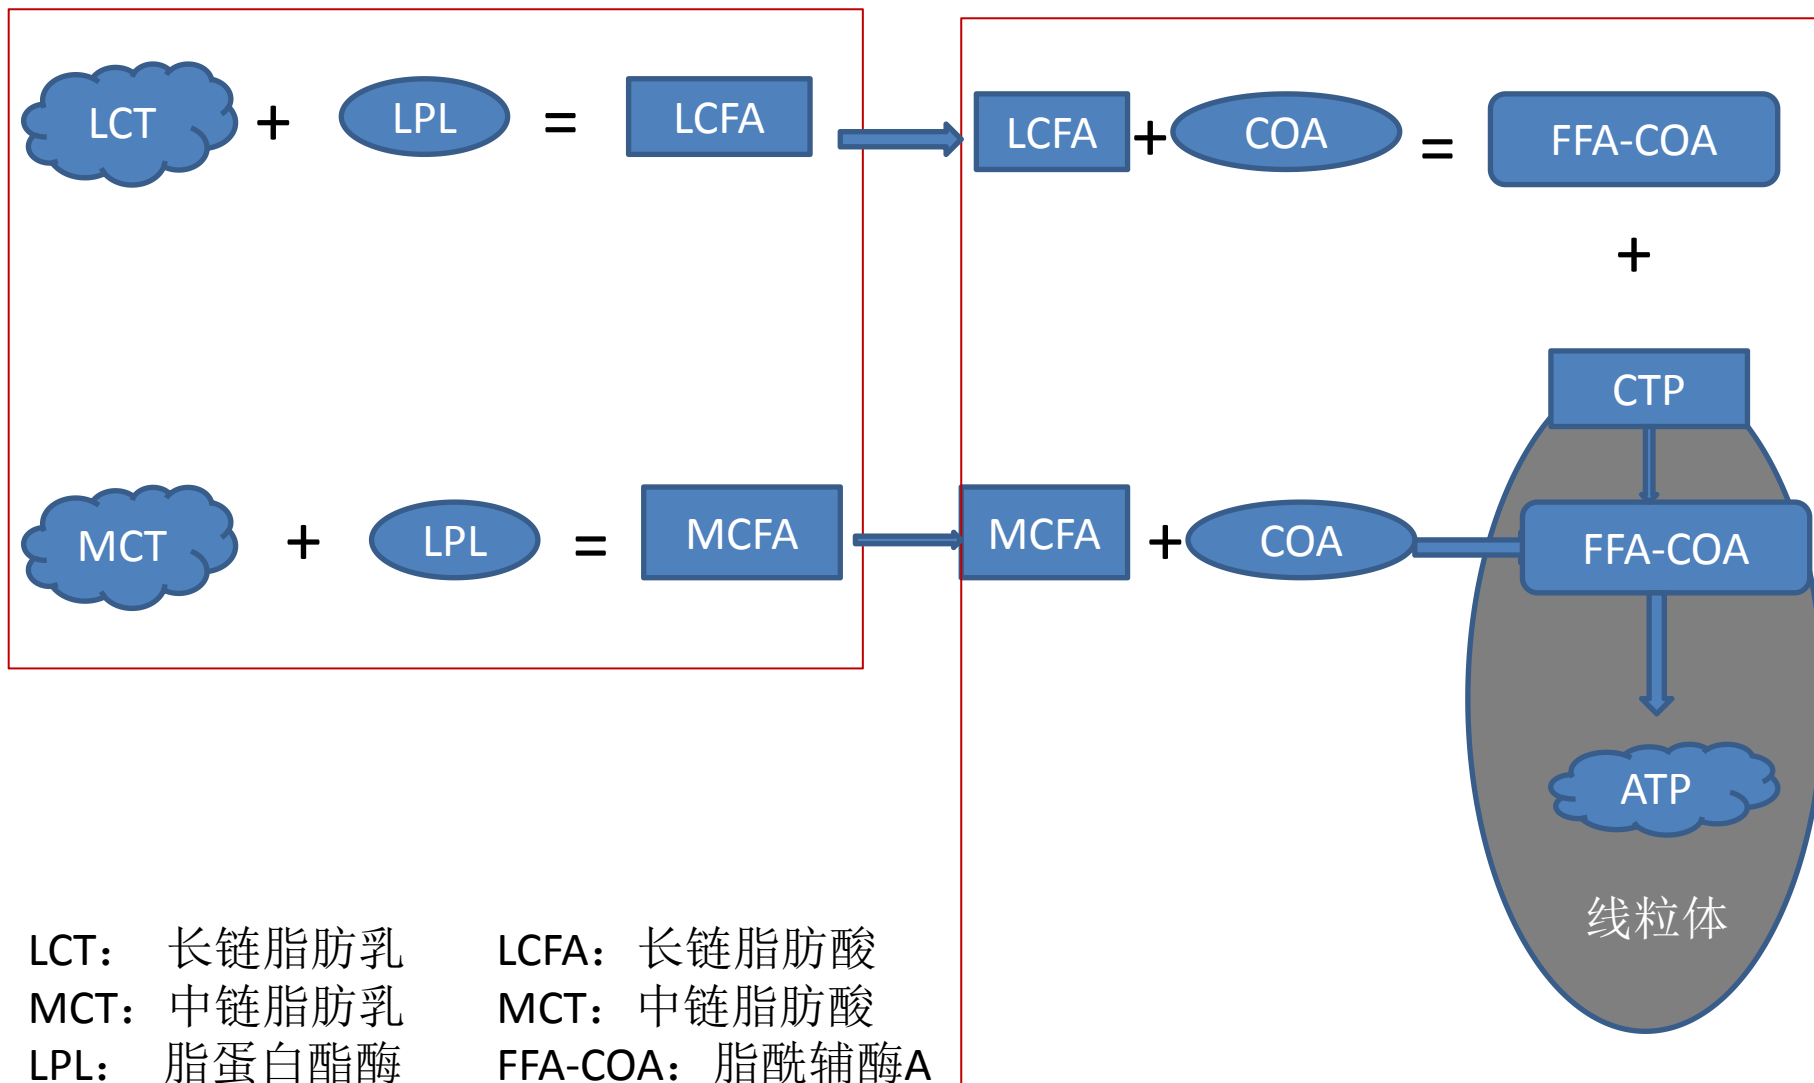 LCT + LPL = LCFA LCFA + COA = FFA-COA
+
CTP
MCT + LPL = MCFA MCFA + COA FFA-COA
ATP
线粒体
LCT： 长链脂肪乳 LCFA：长链脂肪酸
MCT：中链脂肪乳 MCT：中链脂肪酸
LPL： 脂蛋白酯酶 FFA-COA：脂酰辅酶A